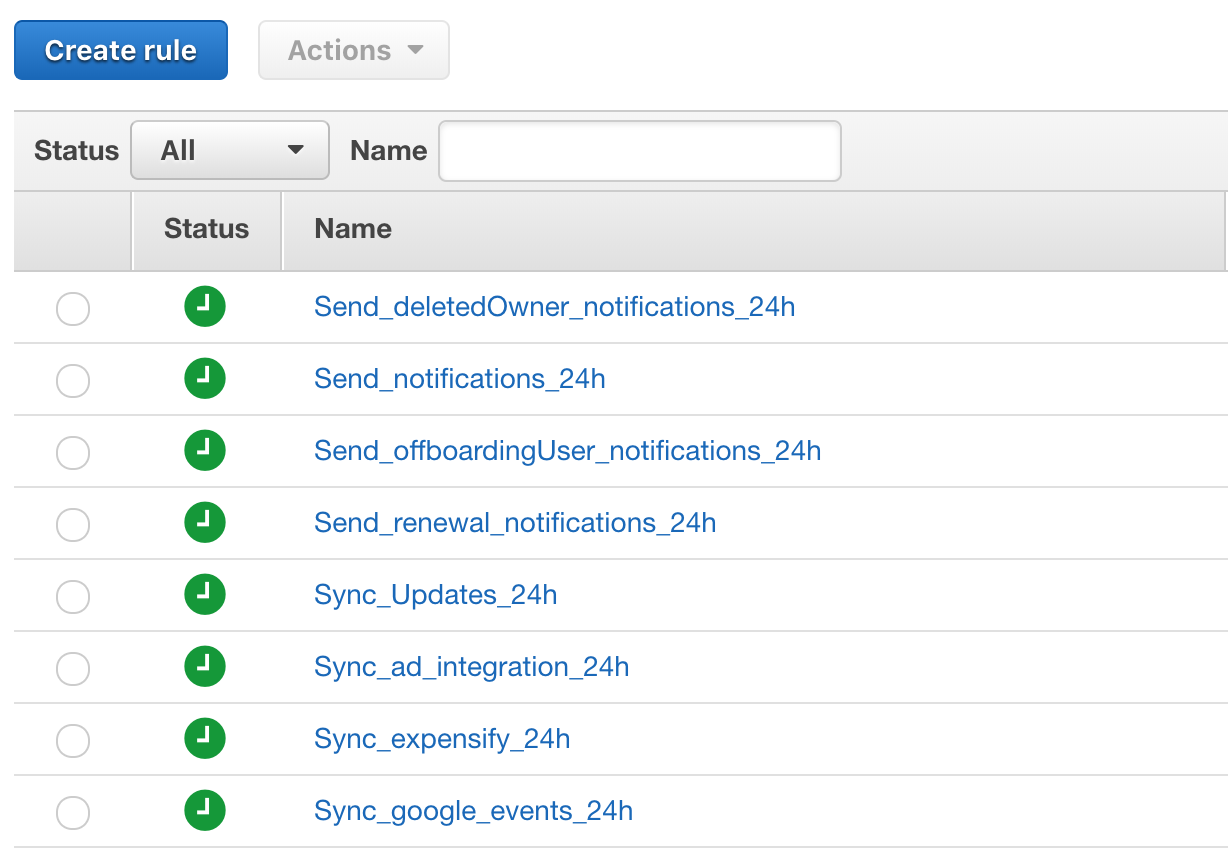 Create rule Actions
Status All Name
Status Name
Send_deletedOwner_notifications_24h
Send_notifications_24h
Send_offboardingUser_notifications_24h
Send_renewal_notifications_24h
Sync_Updates_24h
Sync_ad_integration_24h
Sync_expensify_24h
Sync_google_events_24h